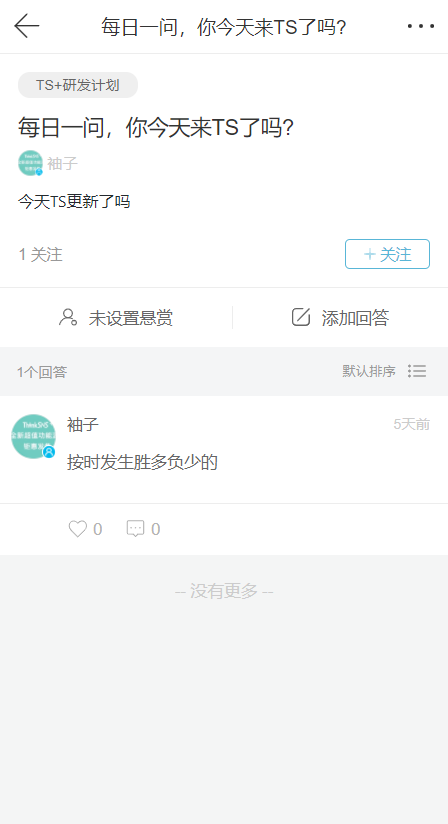 每日一问，你今天来TS了吗?
TS+研发计划
每日一问，你今天来TS了吗?
袖子
今天TS更新了吗
1 关注
+ 关注
未设置悬赏
添加回答
1个回答
默认排序
袖子
5天前
按时发生胜多负少的
0
0
-- 没有更多 --